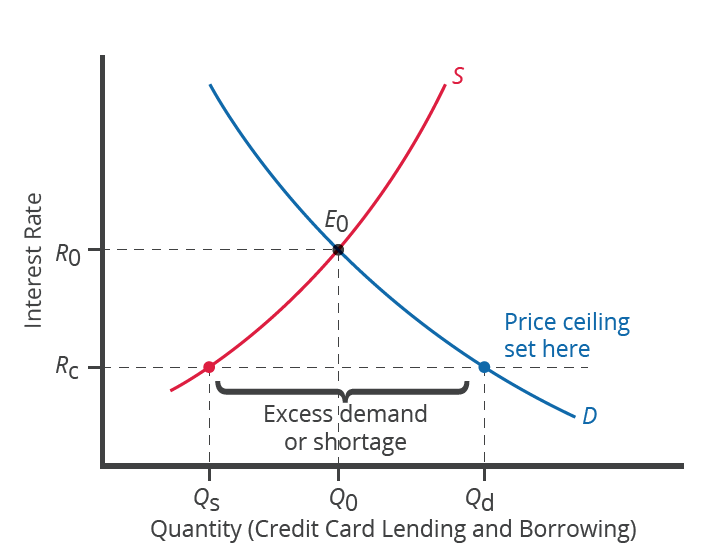 S
E0
R0
Interest Rate
Price ceiling
set here
Rc
Excess demand
or shortage
D
Qs Q0 Qd
Quantity (Credit Card Lending and Borrowing)